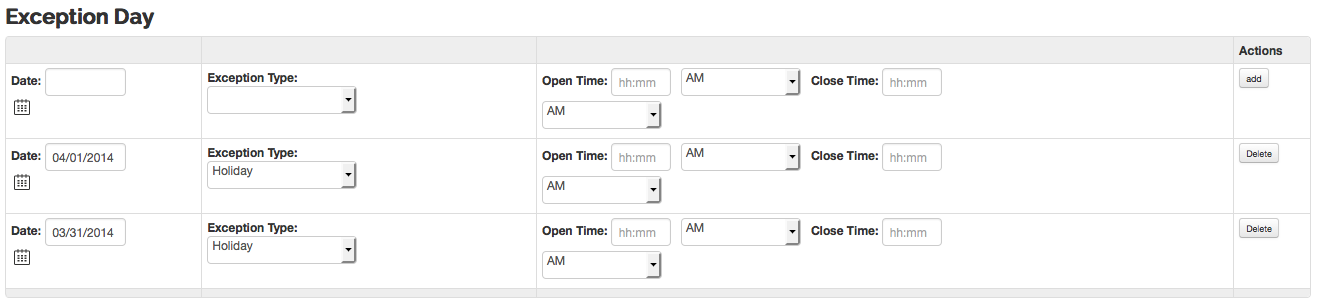 Exception Day
Actions
Date:
Exception Type:
Open Time: hh:mm AM Close Time: hh:mm
AM
add
Date: 04/01/2014
Exception Type:
Holiday
Open Time: hh:mm AM Close Time: hh:mm
AM
Delete
Date: 03/31/2014
Exception Type:
Holiday
Open Time: hh:mm AM Close Time: hh:mm
AM
Delete